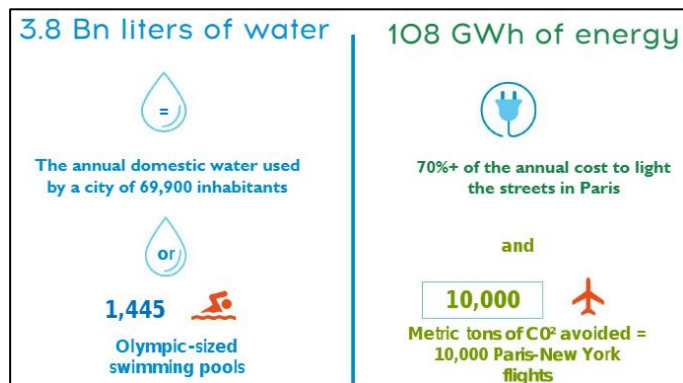 3.8 Bn liters of water
=
The annual domestic water used
by a city of 69,900 inhabitants
or
1,445
Olympic-sized
swimming pools
108 GWh of energy
70%+ of the annual cost to light
the streets in Paris
and
10,000
Metric tons of C0² avoided =
10,000 Paris-New York
flights